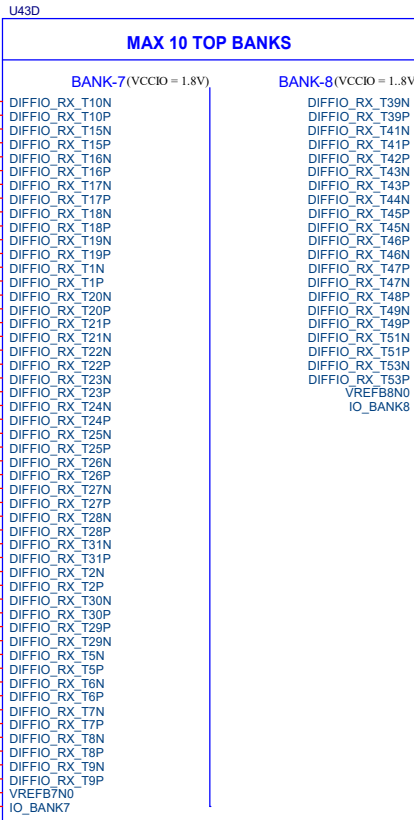 U43D
MAX 10 TOP BANKS
BANK-7(VCCIO = 1.8V)
DIFFIO_RX_T10N
DIFFIO_RX_T10P
DIFFIO_RX_T15N
DIFFIO_RX_T15P
DIFFIO_RX_T16N
DIFFIO_RX_T16P
DIFFIO_RX_T17N
DIFFIO_RX_T17P
DIFFIO_RX_T18N
DIFFIO_RX_T18P
DIFFIO_RX_T19N
DIFFIO_RX_T19P
DIFFIO_RX_T1N
DIFFIO_RX_T1P
DIFFIO_RX_T20N
DIFFIO_RX_T20P
DIFFIO_RX_T21P
DIFFIO_RX_T21N
DIFFIO_RX_T22N
DIFFIO_RX_T22P
DIFFIO_RX_T23N
DIFFIO_RX_T23P
DIFFIO_RX_T24N
DIFFIO_RX_T24P
DIFFIO_RX_T25N
DIFFIO_RX_T25P
DIFFIO_RX_T26N
DIFFIO_RX_T26P
DIFFIO_RX_T27N
DIFFIO_RX_T27P
DIFFIO_RX_T28N
DIFFIO_RX_T28P
DIFFIO_RX_T31N
DIFFIO_RX_T31P
DIFFIO_RX_T2N
DIFFIO_RX_T2P
DIFFIO_RX_T30N
DIFFIO_RX_T30P
DIFFIO_RX_T29P
DIFFIO_RX_T29N
DIFFIO_RX_T5N
DIFFIO_RX_T5P
DIFFIO_RX_T6N
DIFFIO_RX_T6P
DIFFIO_RX_T7N
DIFFIO_RX_T7P
DIFFIO_RX_T8N
DIFFIO_RX_T8P
DIFFIO_RX_T9N
DIFFIO_RX_T9P
VREFB7N0
IO_BANK7
BANK-8(VCCIO = 1..8V
DIFFIO_RX_T39N
DIFFIO_RX_T39P
DIFFIO_RX_T41N
DIFFIO_RX_T41P
DIFFIO_RX_T42P
DIFFIO_RX_T43N
DIFFIO_RX_T43P
DIFFIO_RX_T44N
DIFFIO_RX_T45P
DIFFIO_RX_T45N
DIFFIO_RX_T46P
DIFFIO_RX_T46N
DIFFIO_RX_T47P
DIFFIO_RX_T47N
DIFFIO_RX_T48P
DIFFIO_RX_T49N
DIFFIO_RX_T49P
DIFFIO_RX_T51N
DIFFIO_RX_T51P
DIFFIO_RX_T53N
DIFFIO_RX_T53P
VREFB8N0
IO_BANK8